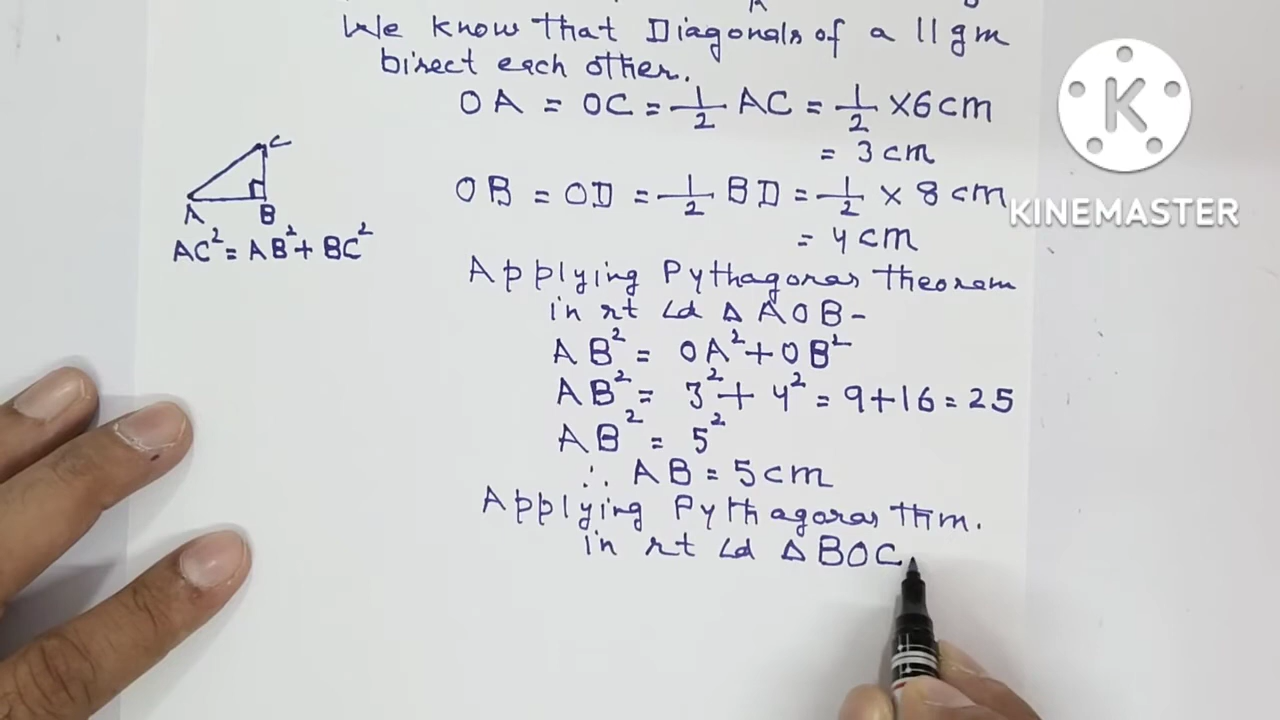 We know that Diagonals of a ||gm
bisect each other.
OA = OC = 1/2 AC = 1/2 ×6cm
= 3cm
OB = OD = 1/2 BD = 1/2 × 8cm
= 4cm
Applying Pythagoras theorem
in rt ∠d △AOB-
AB² = OA²+OB²
AB² = 3²+ 4² = 9+16 = 25
AB² = 5²
∴ AB = 5cm
Applying Pythagoras Thm.
in rt ∠d △BOC
C
A B
AC² = AB²+ BC²
K
KINEMASTER